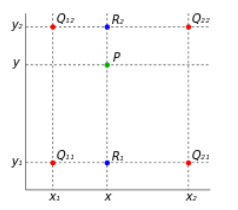 y₂ Q₁₂ R₂ Q₂₂
y P
y₁ Q₁₁ R₁ Q₂₁
x₁ x x₂